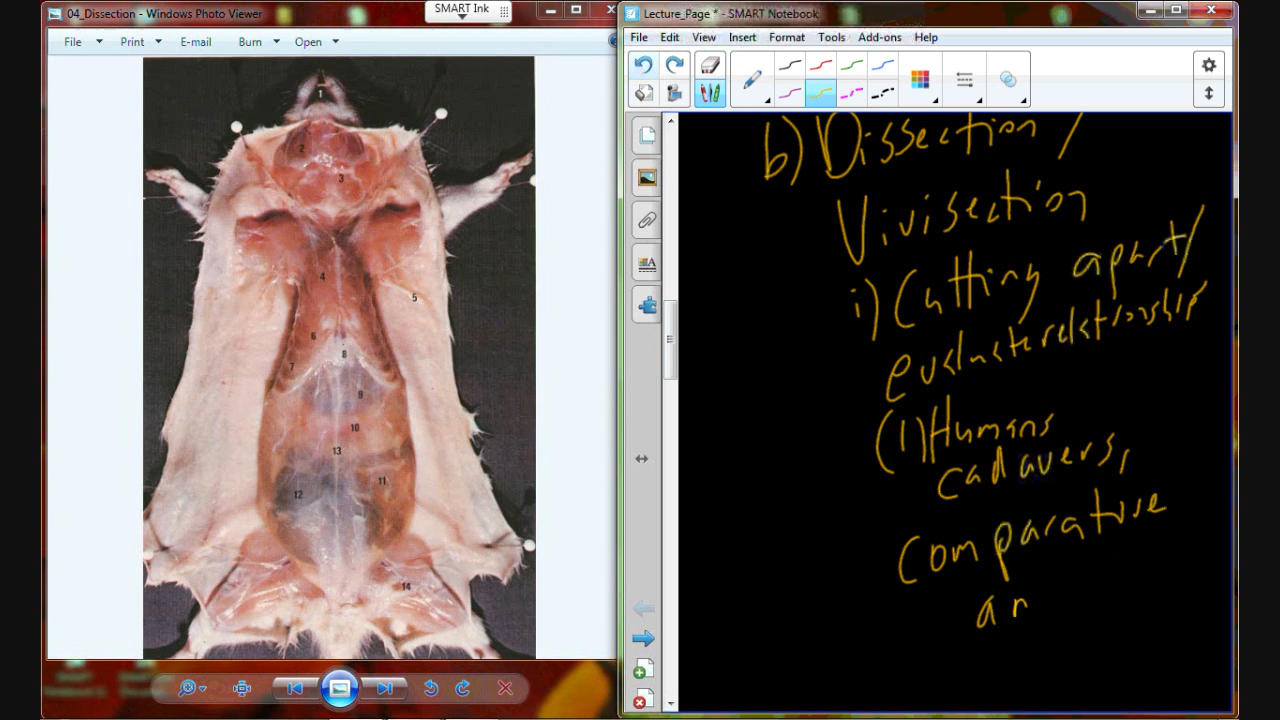 04_Dissection - Windows Photo Viewer
SMART Ink
File Print E-mail Burn Open
1
2
3
4
5
6
7
8
9
10
13
11
12
14
Lecture_Page * - SMART Notebook
File Edit View Insert Format Tools Add-ons Help
b) Dissection /
Vivisection
i) Cutting apart/
evaluate relationship
(1) Humans
cadavers,
comparative
an